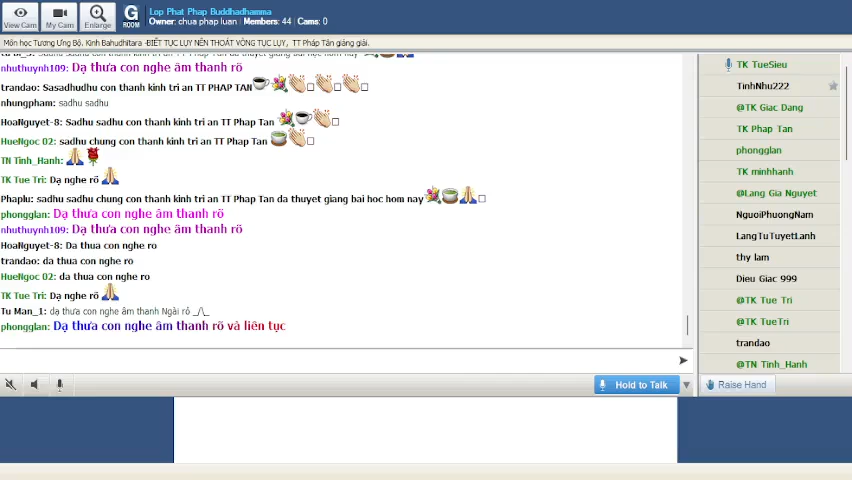 View Cam
My Cam
Enlarge
G
ROOM
Lop Phat Phap Buddhadhamma
Owner: chua phap luan Members: 44 Cams: 0
Môn học Tương Ưng Bộ. Kinh Bahudhitara -BIẾT TỤC LỤY NÊN THOÁT VÒNG TỤC LỤY, TT Pháp Tân giảng giải.
nhuthuynh109: Dạ thưa con nghe âm thanh rõ
trandao: Sasadhudhu con thanh kinh tri an TT PHAP TAN
nhungpham: sadhu sadhu
HoaNguyet-8: Sadhu sadhu con thanh kinh tri an TT Phap Tan
HueNgoc 02: sadhu chung con thanh kinh tri an TT Phap Tan
TN Tinh_Hanh:
TK Tue Tri: Dạ nghe rõ
Phaplu: sadhu sadhu chung con thanh kinh tri an TT Phap Tan da thuyet giang bai hoc hom nay
phongglan: Dạ thưa con nghe âm thanh rõ
nhuthuynh109: Dạ thưa con nghe âm thanh rõ
HoaNguyet-8: Da thua con nghe ro
trandao: da thua con nghe ro
HueNgoc 02: da thua con nghe ro
TK Tue Tri: Dạ nghe rõ
Tu Man_1: dạ thưa con nghe âm thanh Ngài rỏ _/\_
phongglan: Dạ thưa con nghe âm thanh rõ và liên tục
Hold to Talk
TK TueSieu
TinhNhu222
@TK Giac Dang
TK Phap Tan
phongglan
TK minhhanh
@Lang Gia Nguyet
NguoiPhuongNam
LangTuTuyetLanh
thy lam
Dieu Giac 999
@TK Tue Tri
@TK TueTri
trandao
@TN Tinh_Hanh
Raise Hand